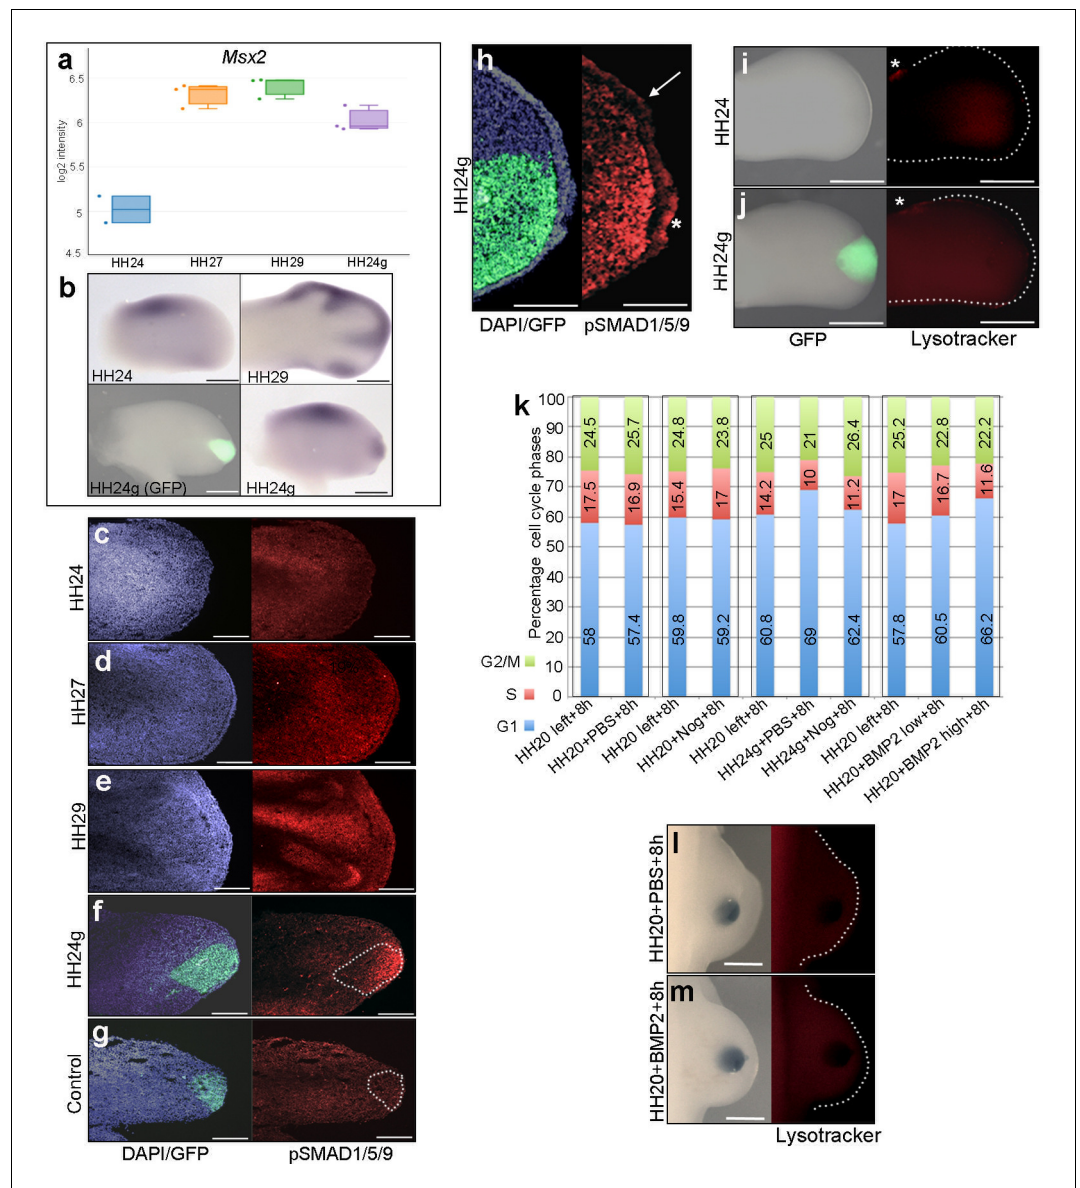 a
Msx2
log2 intensity
6.5
6
5.5
5
4.5
HH24
HH27
HH29
HH24g
b
HH24
HH29
HH24g (GFP)
HH24g
c
HH24
d
HH27
e
HH29
f
HH24g
g
Control
DAPI/GFP
pSMAD1/5/9
h
HH24g
*
DAPI/GFP
pSMAD1/5/9
i
HH24
*
j
HH24g
*
GFP
Lysotracker
k
Percentage cell cycle phases
100
90
80
70
60
50
40
30
20
10
0
G2/M
S
G1
24.5
25.7
24.8
23.8
25
21
26.4
25.2
22.8
22.2
17.5
16.9
15.4
17
14.2
10
11.2
17
16.7
11.6
58
57.4
59.8
59.2
60.8
69
62.4
57.8
60.5
66.2
HH20 left+8h
HH20+PBS+8h
HH20 left+8h
HH20+Nog+8h
HH20 left+8h
HH24g+PBS+8h
HH24g+Nog+8h
HH20 left+8h
HH20+BMP2 low+8h
HH20+BMP2 high+8h
l
HH20+PBS+8h
m
HH20+BMP2+8h
Lysotracker